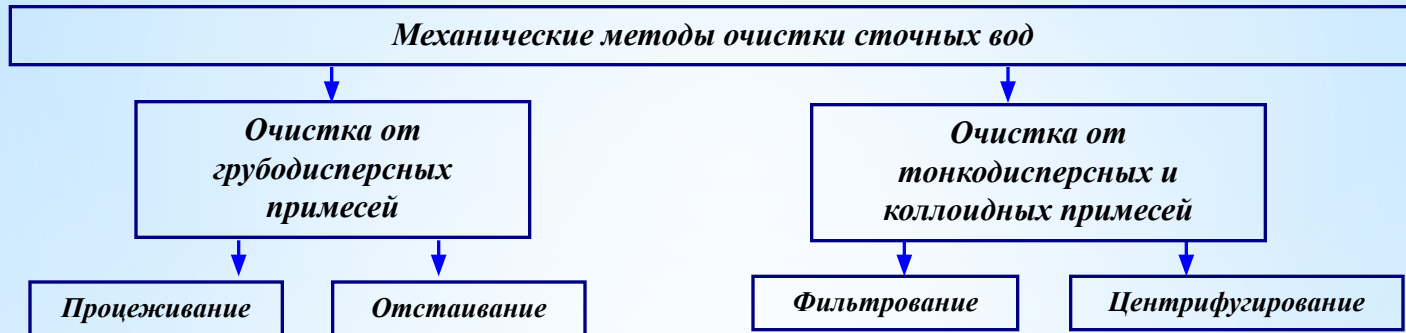 Механические методы очистки сточных вод
Очистка от
грубодисперсных
примесей
Очистка от
тонкодисперсных и
коллоидных примесей
Процеживание
Отстаивание
Фильтрование
Центрифугирование